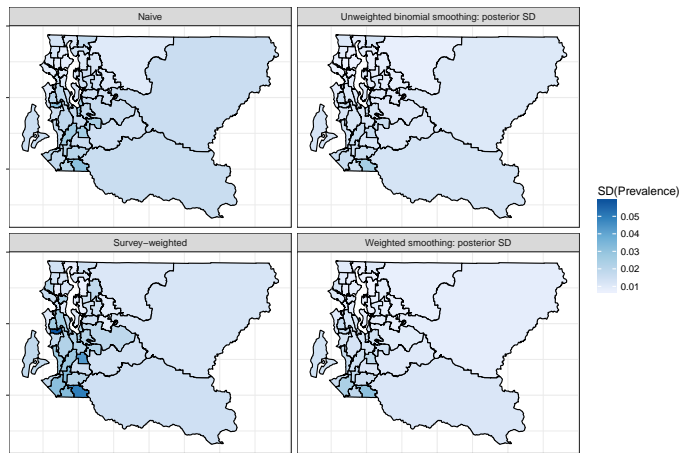 Naive
Unweighted binomial smoothing: posterior SD
Survey−weighted
Weighted smoothing: posterior SD
SD(Prevalence)
0.05
0.04
0.03
0.02
0.01